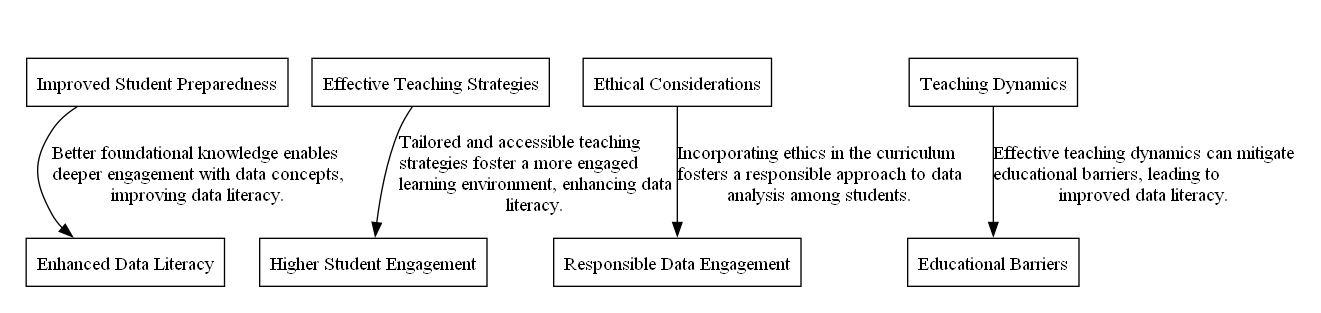 Improved Student Preparedness
Effective Teaching Strategies
Ethical Considerations
Teaching Dynamics
Better foundational knowledge enables
deeper engagement with data concepts,
improving data literacy.
Tailored and accessible teaching
strategies foster a more engaged
learning environment, enhancing data
literacy.
Incorporating ethics in the curriculum
fosters a responsible approach to data
analysis among students.
Effective teaching dynamics can mitigate
educational barriers, leading to
improved data literacy.
Enhanced Data Literacy
Higher Student Engagement
Responsible Data Engagement
Educational Barriers